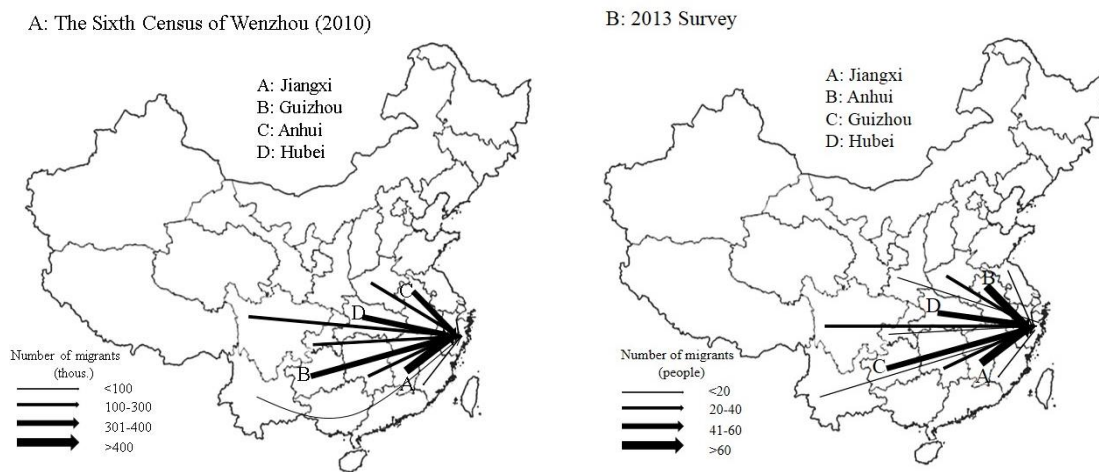 A: The Sixth Census of Wenzhou (2010)
A: Jiangxi
B: Guizhou
C: Anhui
D: Hubei
C
D
B
A
Number of migrants
(thous.)
<100
100-300
301-400
>400
B: 2013 Survey
A: Jiangxi
B: Anhui
C: Guizhou
D: Hubei
B
D
C
A
Number of migrants
(people)
<20
20-40
41-60
>60